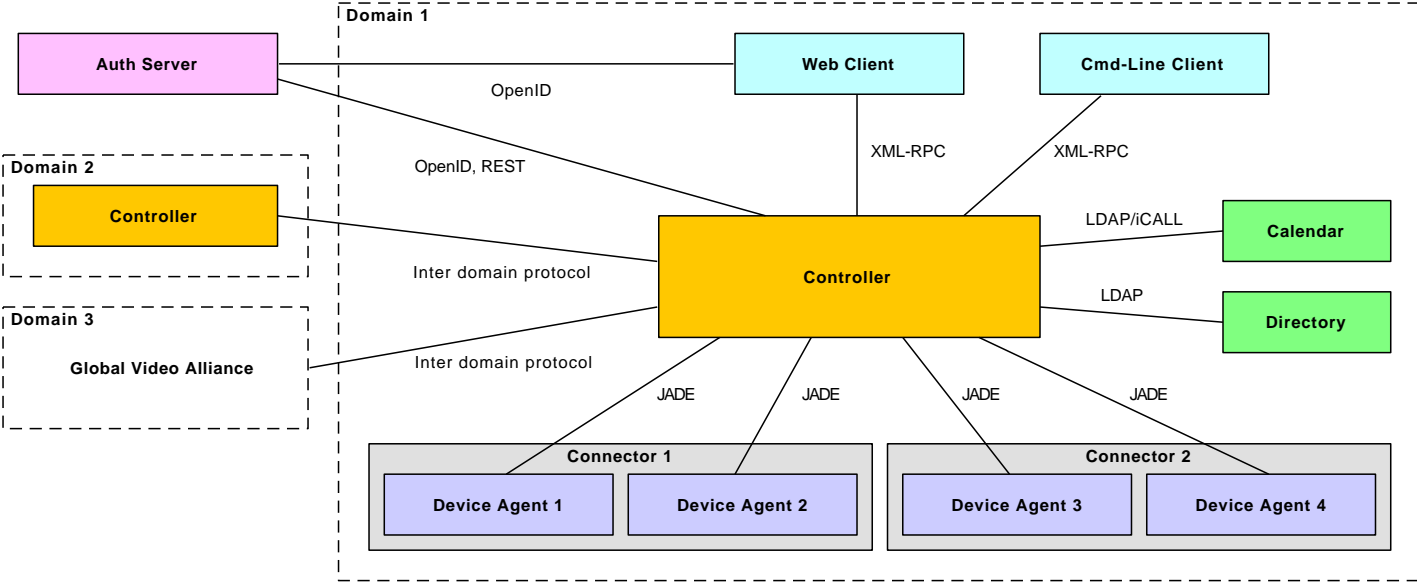 Domain 1
Auth Server
Web Client
Cmd-Line Client
OpenID
XML-RPC
XML-RPC
Domain 2
OpenID, REST
Controller
LDAP/iCALL
Calendar
Inter domain protocol
Controller
LDAP
Directory
Domain 3
Global Video Alliance
Inter domain protocol
JADE
JADE
JADE
JADE
Connector 1
Connector 2
Device Agent 1
Device Agent 2
Device Agent 3
Device Agent 4